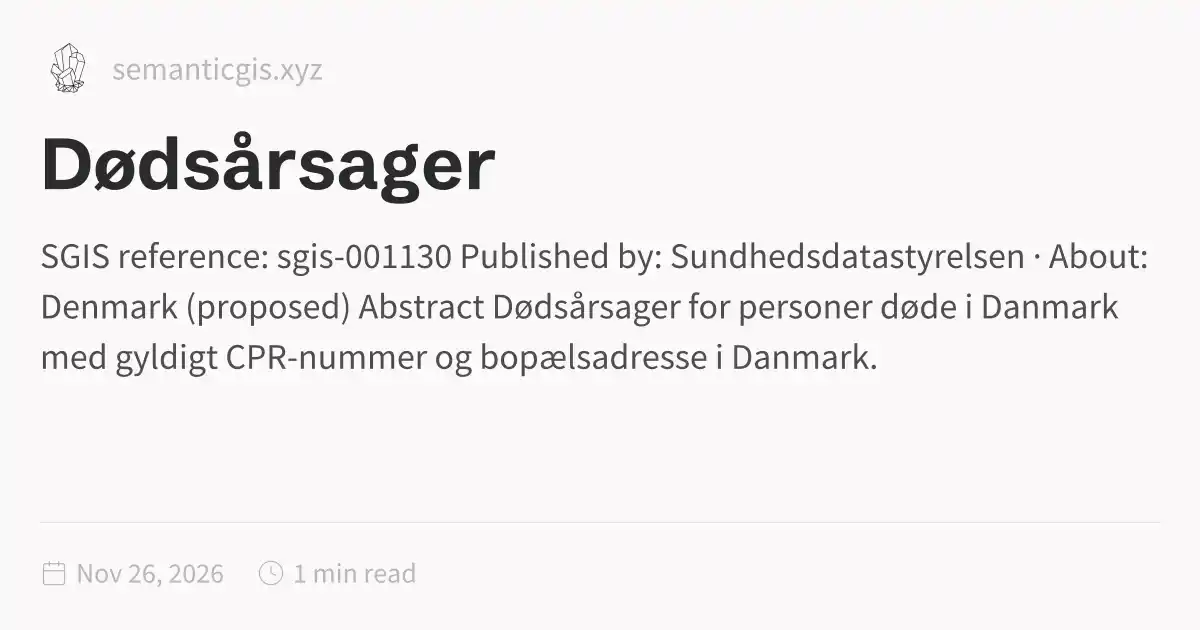 semanticgis.xyz
Dødsårsager
SGIS reference: sgis-001130 Published by: Sundhedsdatastyrelsen · About:
Denmark (proposed) Abstract Dødsårsager for personer døde i Danmark
med gyldigt CPR-nummer og bopælsadresse i Danmark.
Nov 26, 2026 1 min read